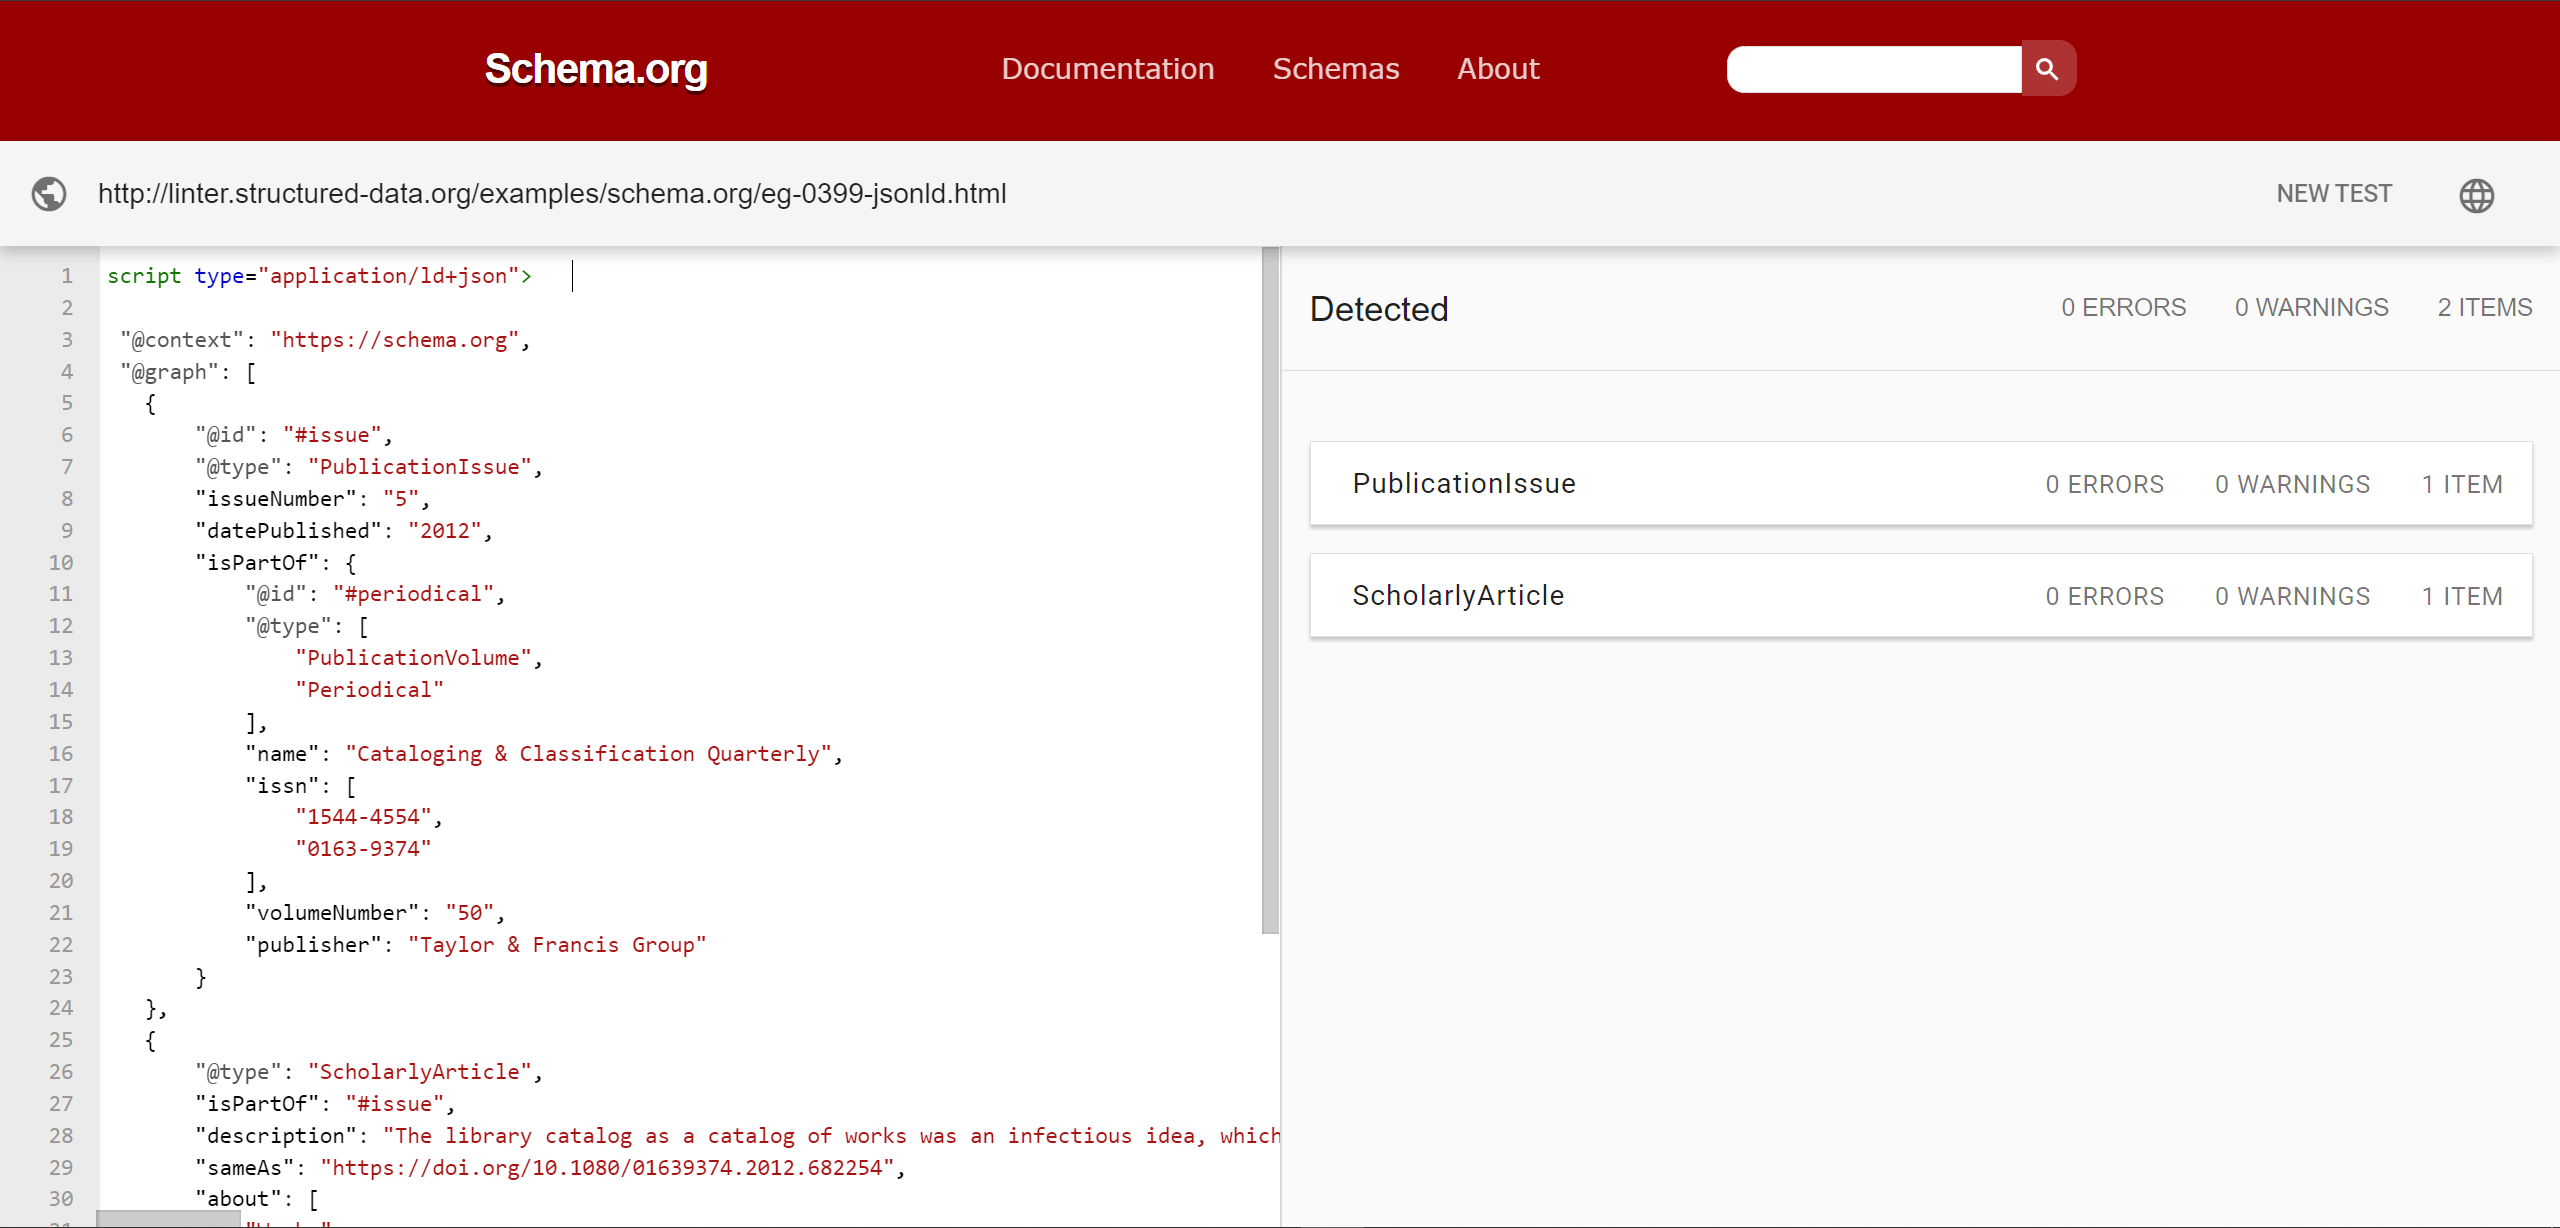 Schema.org Documentation Schemas About
http://linter.structured-data.org/examples/schema.org/eg-0399-jsonld.html NEW TEST
1 script type="application/ld+json">
2
3 "@context": "https://schema.org",
4 "@graph": [
5 {
6 "@id": "#issue",
7 "@type": "PublicationIssue",
8 "issueNumber": "5",
9 "datePublished": "2012",
10 "isPartOf": {
11 "@id": "#periodical",
12 "@type": [
13 "PublicationVolume",
14 "Periodical"
15 ],
16 "name": "Cataloging & Classification Quarterly",
17 "issn": [
18 "1544-4554",
19 "0163-9374"
20 ],
21 "volumeNumber": "50",
22 "publisher": "Taylor & Francis Group"
23 }
24 },
25 {
26 "@type": "ScholarlyArticle",
27 "isPartOf": "#issue",
28 "description": "The library catalog as a catalog of works was an infectious idea, which
29 "sameAs": "https://doi.org/10.1080/01639374.2012.682254",
30 "about": [
Detected 0 ERRORS 0 WARNINGS 2 ITEMS
PublicationIssue 0 ERRORS 0 WARNINGS 1 ITEM
ScholarlyArticle 0 ERRORS 0 WARNINGS 1 ITEM